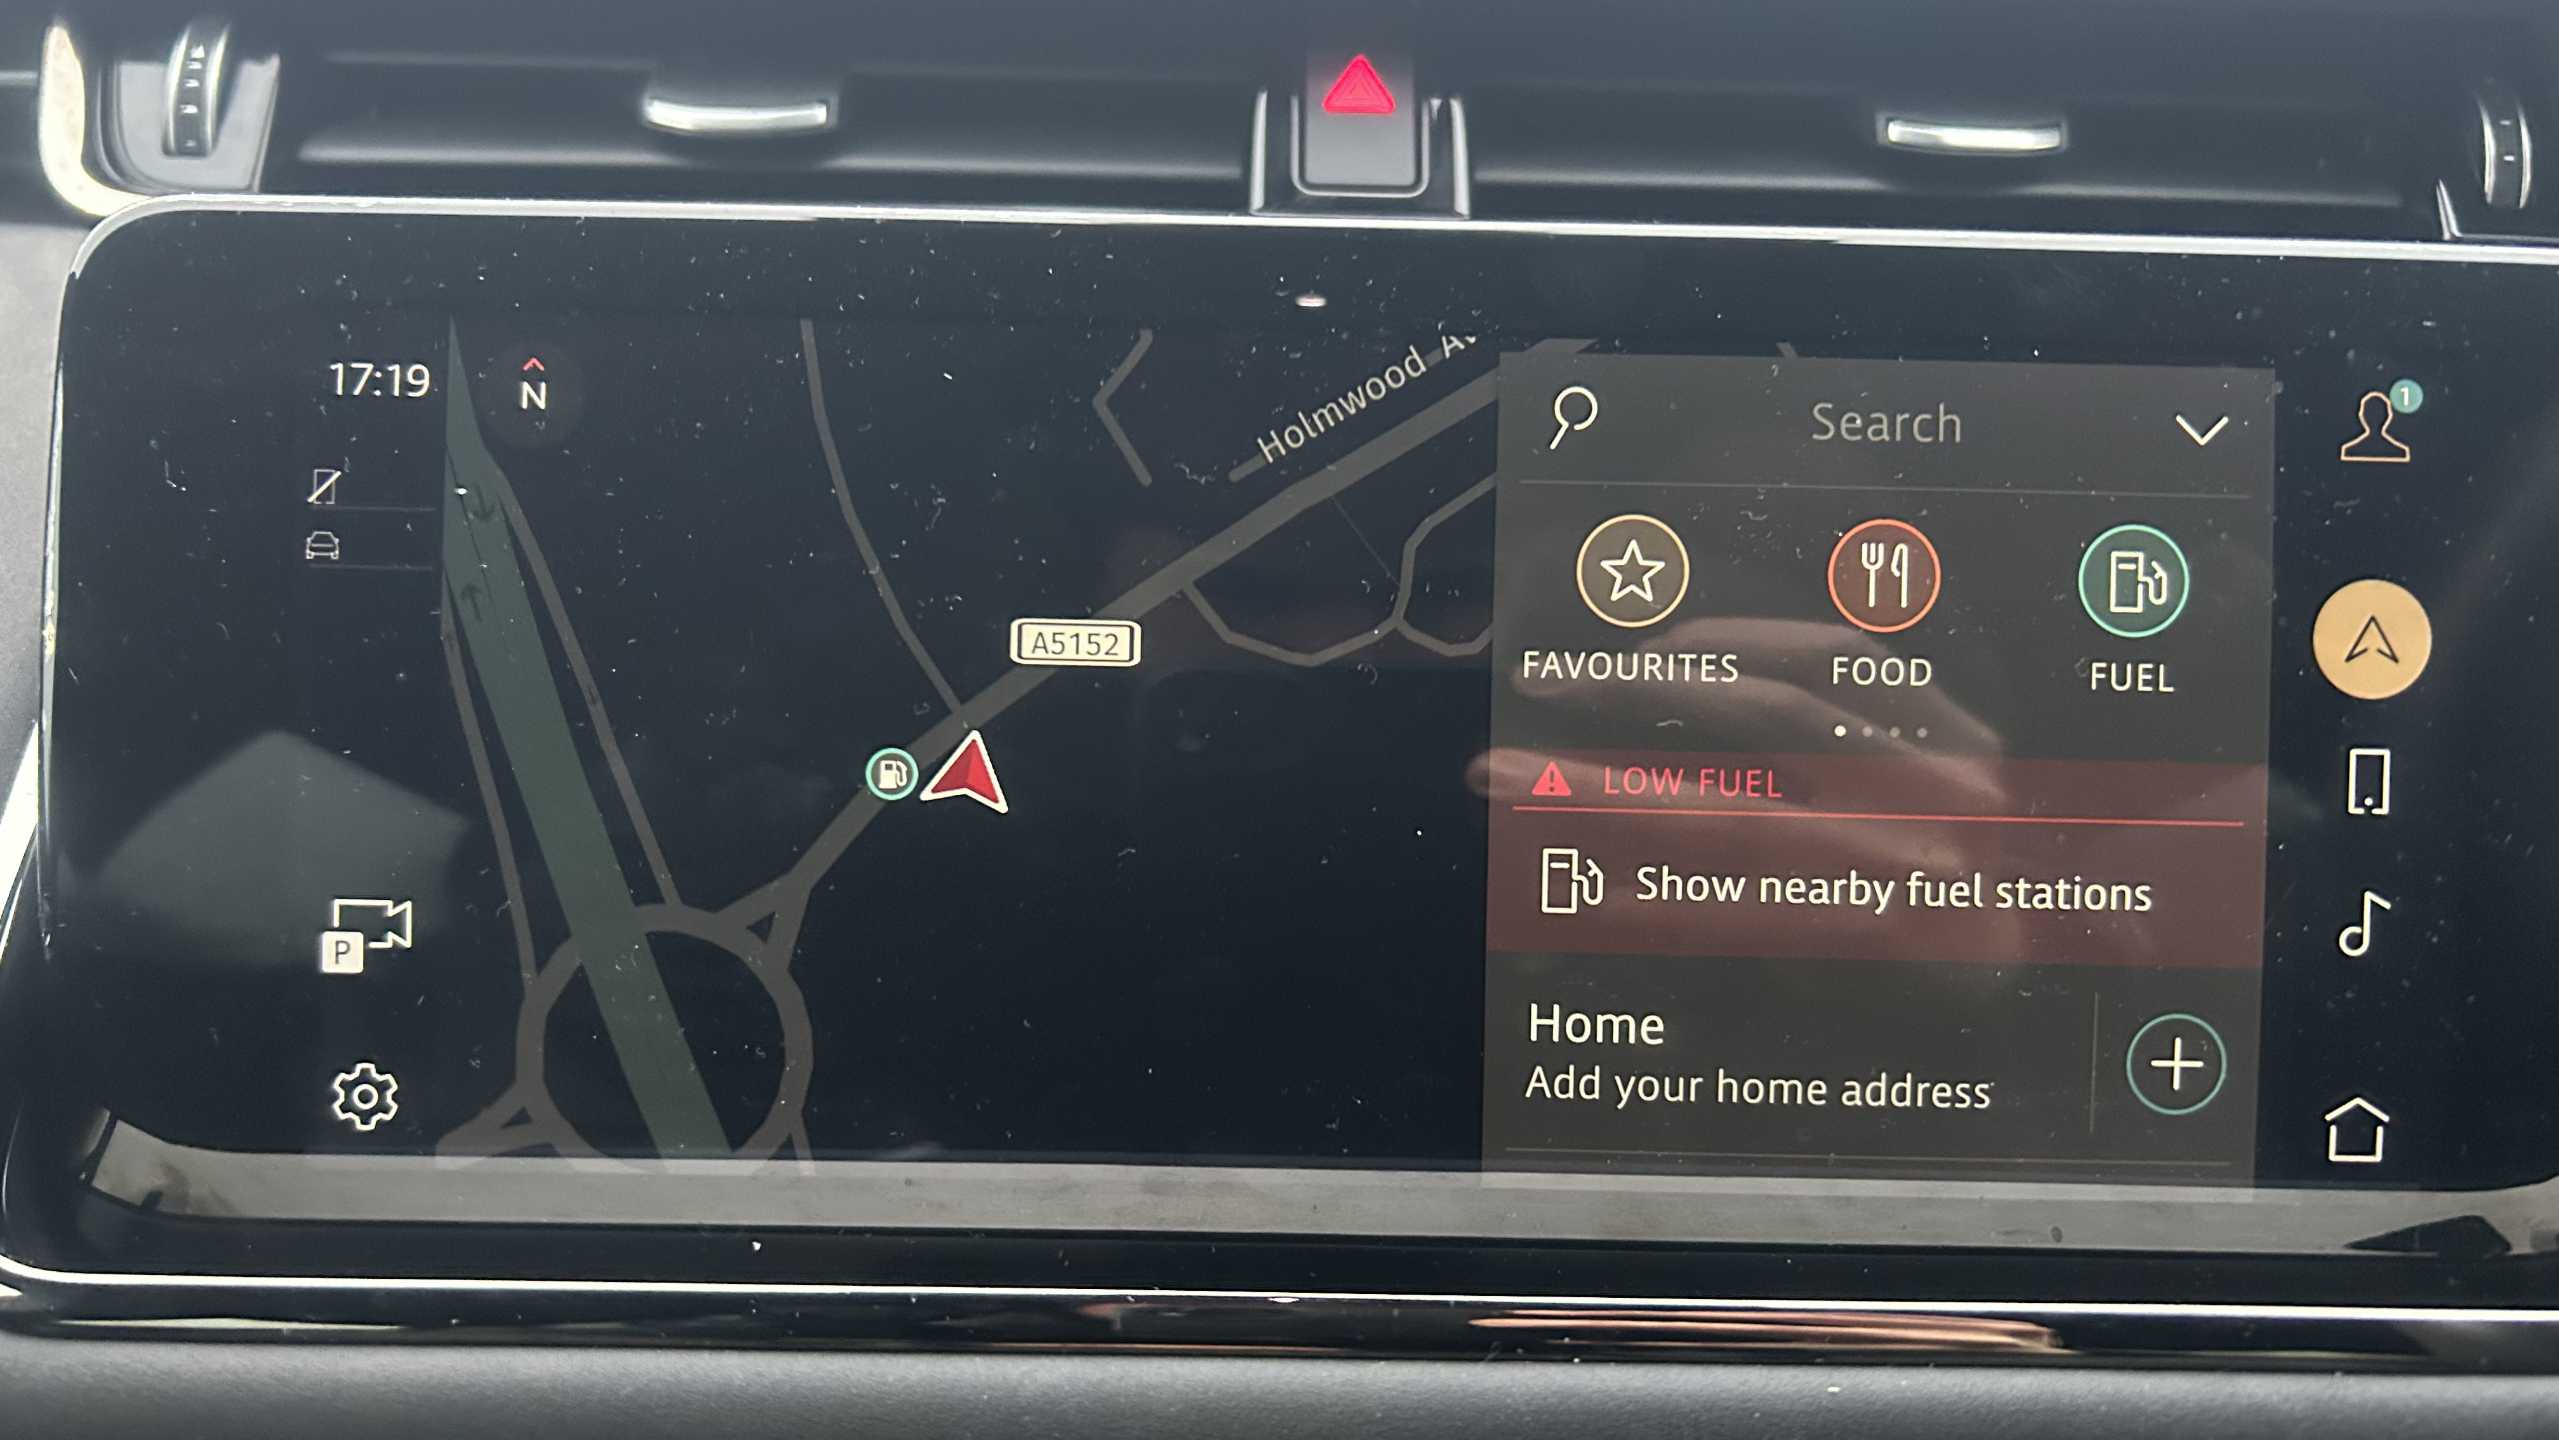 17:19
N
Holmwood
A5152
Search
1
FAVOURITES
FOOD
FUEL
LOW FUEL
Show nearby fuel stations
P
Home
Add your home address